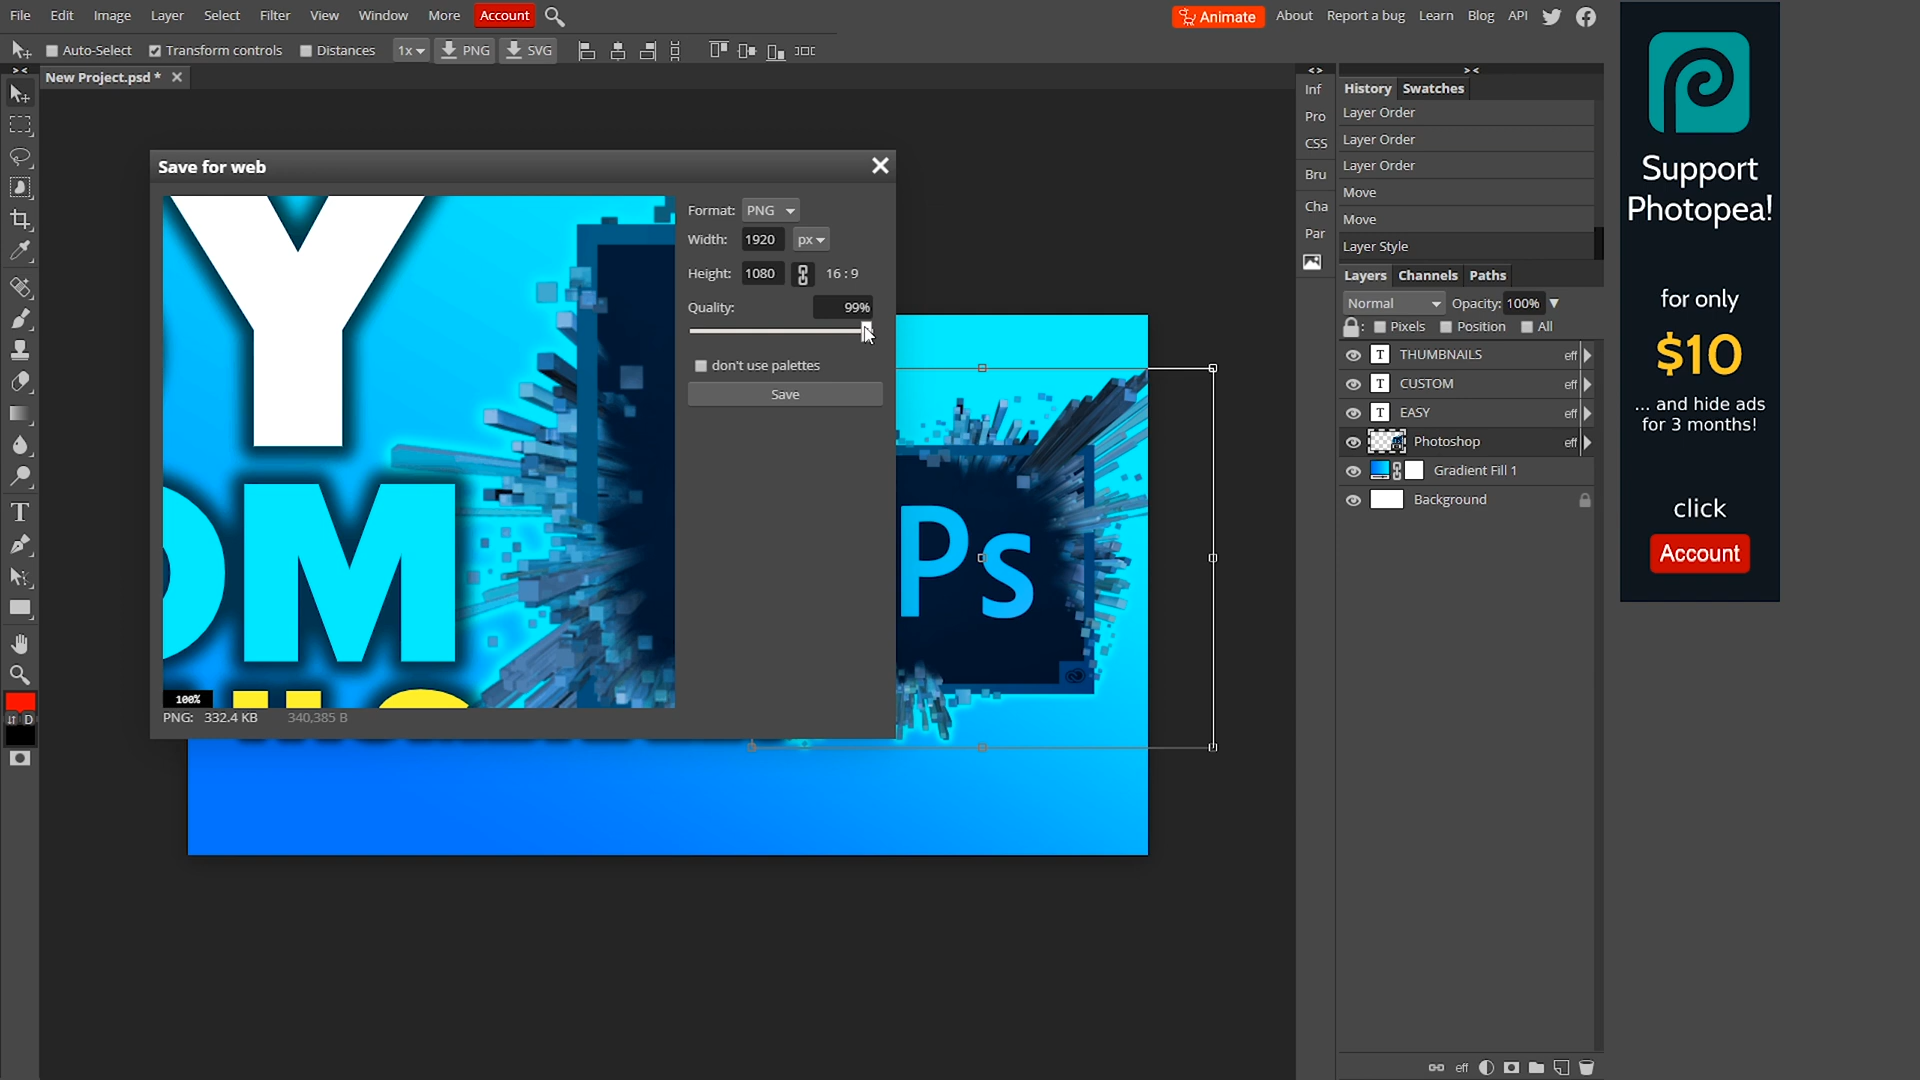 File Edit Image Layer Select Filter View Window More Account
Animate About Report a bug Learn Blog API
Auto-Select Transform controls Distances 1x PNG SVG
New Project.psd *
Save for web
Format: PNG
Width: 1920 px
Height: 1080 16 : 9
Quality: 99%
don't use palettes
Save
Y
OM
100%
PNG: 332.4 KB 340,385 B
Ps
Inf
Pro
CSS
Bru
Cha
Par
History Swatches
Layer Order
Layer Order
Layer Order
Move
Move
Layer Style
Layers Channels Paths
Normal Opacity: 100%
: Pixels Position All
T THUMBNAILS eff
T CUSTOM eff
T EASY eff
Photoshop eff
Gradient Fill 1
Background
eff
T
D
Support
Photopea!
for only
$10
... and hide ads
for 3 months!
click
Account